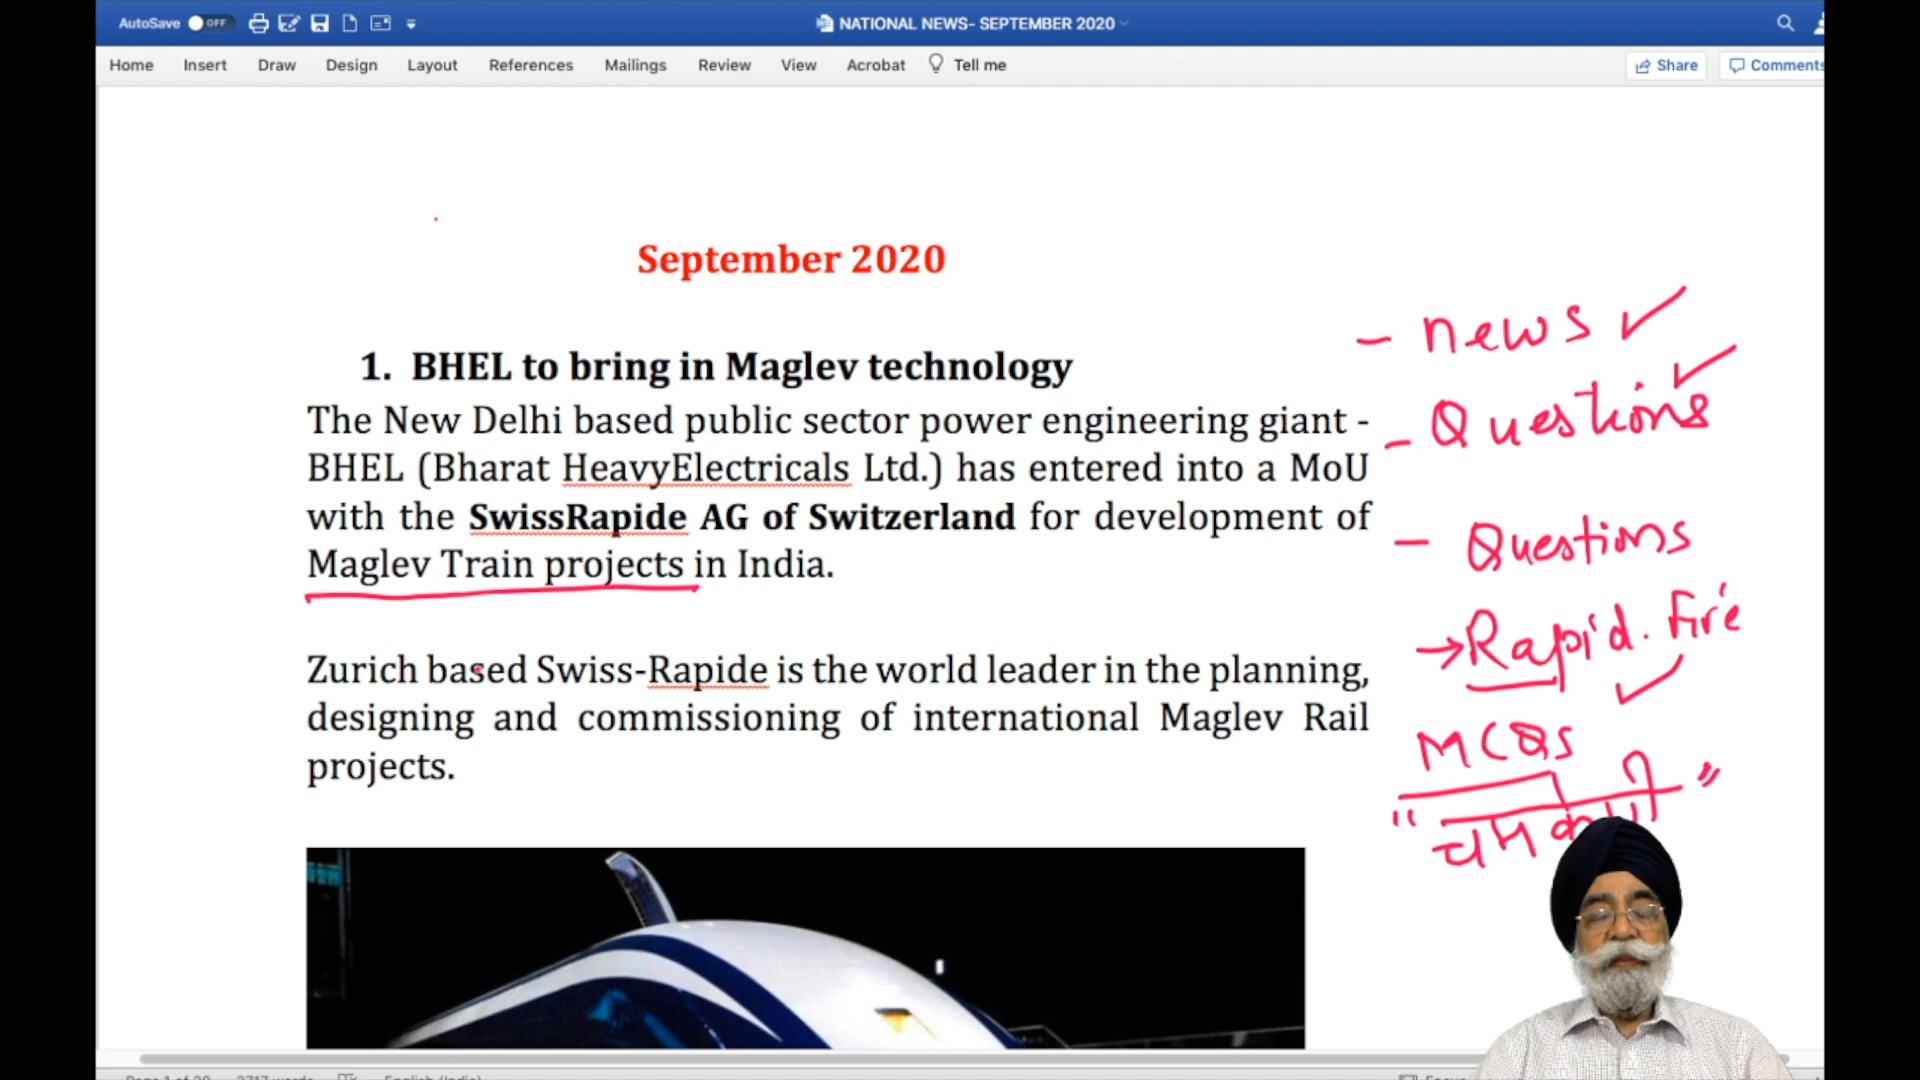 AutoSave OFF
NATIONAL NEWS- SEPTEMBER 2020
Home Insert Draw Design Layout References Mailings Review View Acrobat Tell me
Share Comments
September 2020
1. BHEL to bring in Maglev technology
The New Delhi based public sector power engineering giant -
BHEL (Bharat HeavyElectricals Ltd.) has entered into a MoU
with the SwissRapide AG of Switzerland for development of
Maglev Train projects in India.
Zurich based Swiss-Rapide is the world leader in the planning,
designing and commissioning of international Maglev Rail
projects.
- news ✓
- Questions ✓
- Questions
→ Rapid. Fire ✓
MCQs